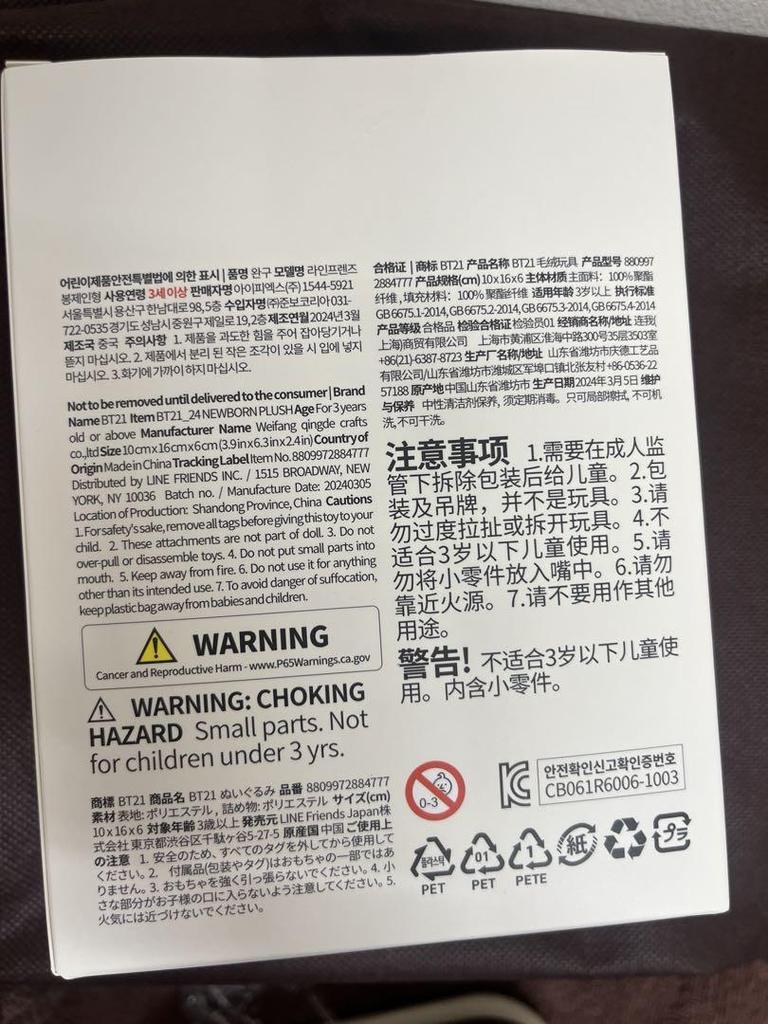 어린이제품안전특별법에 의한 표시 | 품명 완구 모델명 라인프렌즈
봉제인형 사용연령 3세 이상 판매자명 아이피엑스(주) 1544-5921
서울특별시 용산구 한남대로 98, 5층 수입자명 ㈜준보코리아 031-
722-0535 경기도 성남시 중원구 제일로 19, 2층 제조연월 2024년 3월
제조국 중국 주의사항 1. 제품을 과도한 힘을 주어 잡아당기거나
뜯지 마십시오. 2. 제품에서 분리 된 작은 조각이 있을 시 입에 넣지
마십시오. 3. 화기에 가까이 하지 마십시오.
Not to be removed until delivered to the consumer | Brand
Name BT21 Item BT21_24 NEWBORN PLUSH Age For 3 years
old or above Manufacturer Name Weifang qingde crafts
co.,ltd Size 10cm x 16cm x 6cm (3.9in x 6.3in x 2.4in) Country of
Origin Made in China Tracking Label Item No. 8809972884777
Distributed by LINE FRIENDS INC. / 1515 BROADWAY, NEW
YORK, NY 10036 Batch no. / Manufacture Date: 20240305
Location of Production: Shandong Province, China Cautions
1. For safety's sake, remove all tags before giving this toy to your
child. 2. These attachments are not part of doll. 3. Do not
over-pull or disassemble toys. 4. Do not put small parts into
mouth. 5. Keep away from fire. 6. Do not use it for anything
other than its intended use. 7. To avoid danger of suffocation,
keep plastic bag away from babies and children.
WARNING
Cancer and Reproductive Harm - www.P65Warnings.ca.gov
WARNING: CHOKING
HAZARD Small parts. Not
for children under 3 yrs.
商標 BT21 商品名 BT21 ぬいぐるみ 品番 8809972884777
素材 表地: ポリエステル , 詰め物: ポリエステル サイズ(cm)
10 x 16 x 6 対象年齢 3歳以上 発売元 LINE Friends Japan株
式会社 東京都渋谷区千駄ヶ谷5-27-5 原産国 中国 ご使用上
の注意 1. 安全のため、すべてのタグを外してから使用して
ください。2. 付属品(包装やタグ)はおもちゃの一部ではあ
りません。3. おもちゃを強く引っ張らないでください。4. 小
さな部分がお子様の口に入らないよう注意してください。5.
火気には近づけないでください。
合格证 | 商标 BT21 产品名称 BT21 毛绒玩具 产品型号 880997
2884777 产品规格(cm) 10 x 16 x 6 主体材质 主面料：100% 聚酯
纤维 , 填充材料：100% 聚酯纤维 适用年龄 3岁以上 执行标准
GB 6675.1-2014, GB 6675.2-2014, GB 6675.3-2014, GB 6675.4-2014
产品等级 合格品 检验合格证 检验员01 经销商名称/地址 连我(
上海)商贸有限公司 上海市黄浦区淮海中路300号35层3503室
+86(21)-6387-8723 生产厂名称/地址 山东省潍坊市庆德工艺品
有限公司/山东省潍坊市潍城区军埠口镇北张友村 +86-0536-22
57188 原产地 中国山东省潍坊市 生产日期 2024年 3月 5日 维护
与保养 中性清洁剂保养, 须定期消毒。只可局部擦拭, 不可机
洗, 不可干洗。
注意事项 1.需要在成人监
管下拆除包装后给儿童。2.包
装及吊牌，并不是玩具。3.请
勿过度拉扯或拆开玩具。4.不
适合3岁以下儿童使用。5.请
勿将小零件放入嘴中。6.请勿
靠近火源。7.请不要用作其他
用途。
警告! 不适合3岁以下儿童使
用。内含小零件。
0-3
안전확인신고확인증번호
CB061R6006-1003
플라스틱
PET
01
PET
1
PETE
紙
プラ